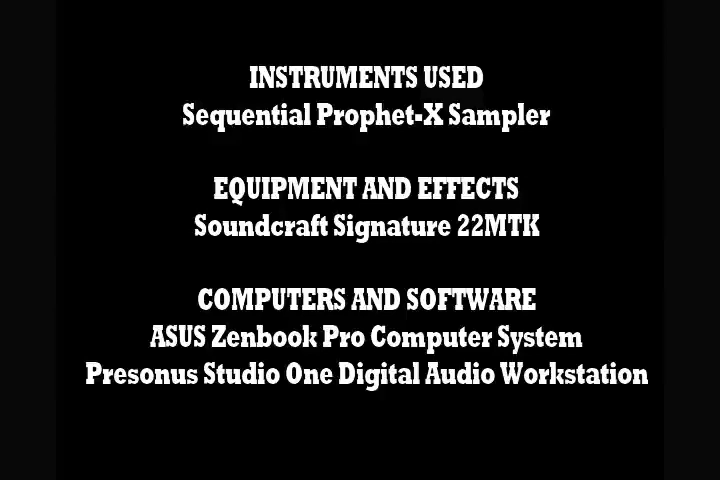 INSTRUMENTS USED
Sequential Prophet-X Sampler
EQUIPMENT AND EFFECTS
Soundcraft Signature 22MTK
COMPUTERS AND SOFTWARE
ASUS Zenbook Pro Computer System
Presonus Studio One Digital Audio Workstation